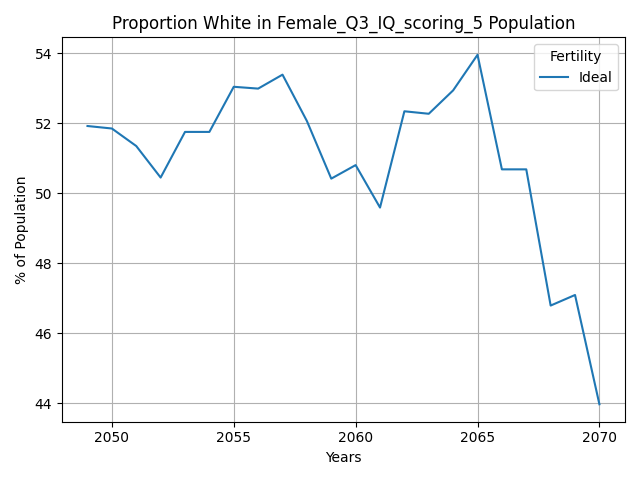 Proportion White in Female_Q3_IQ_scoring_5 Population
Fertility
Ideal
54
52
50
48
46
44
% of Population
2050 2055 2060 2065 2070
Years